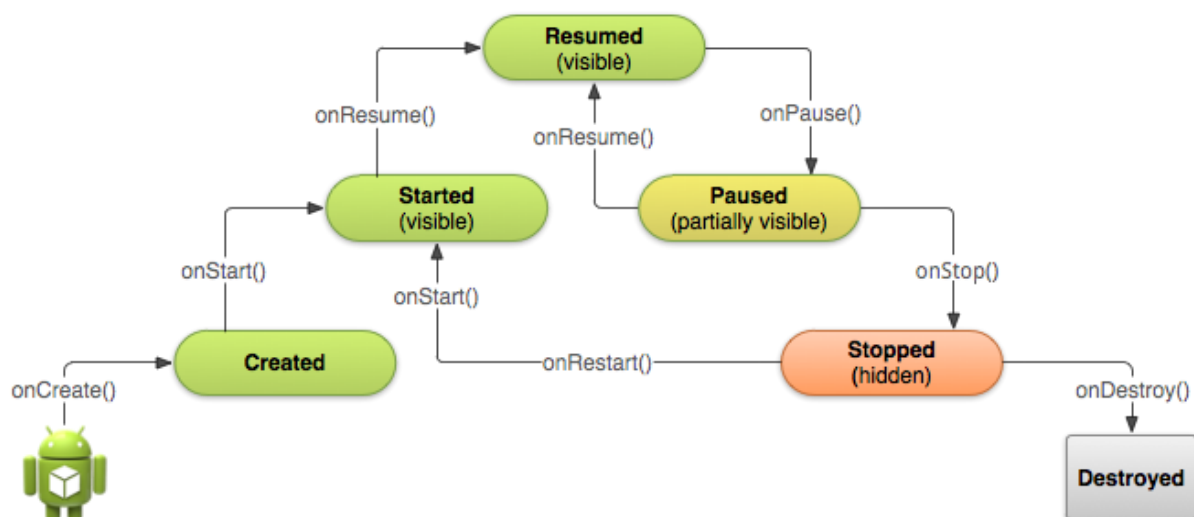 Resumed
(visible)
onResume()
onResume()
onPause()
Started
(visible)
Paused
(partially visible)
onStart()
onStart()
onStop()
Created
onRestart()
Stopped
(hidden)
onCreate()
onDestroy()
Destroyed